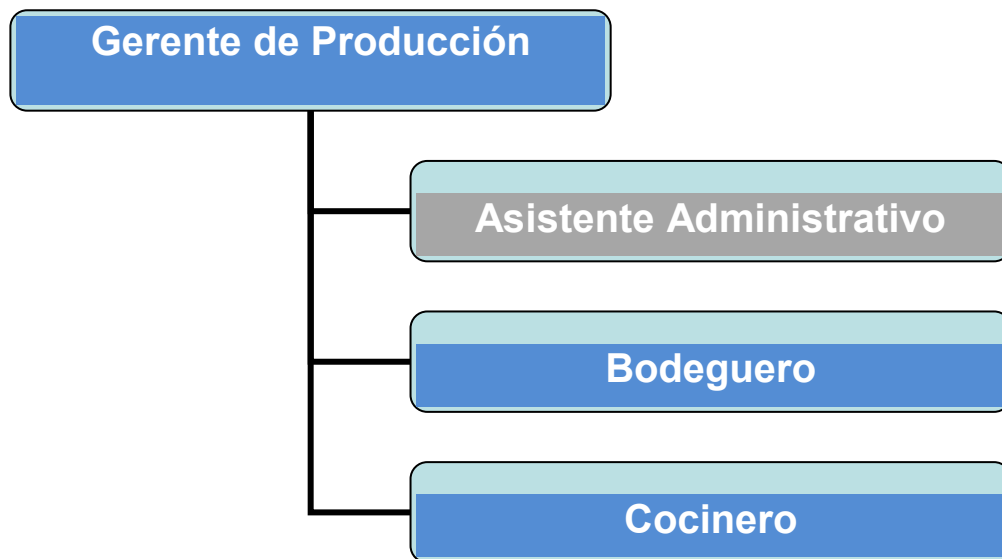 Gerente de Producción
Asistente Administrativo
Bodeguero
Cocinero